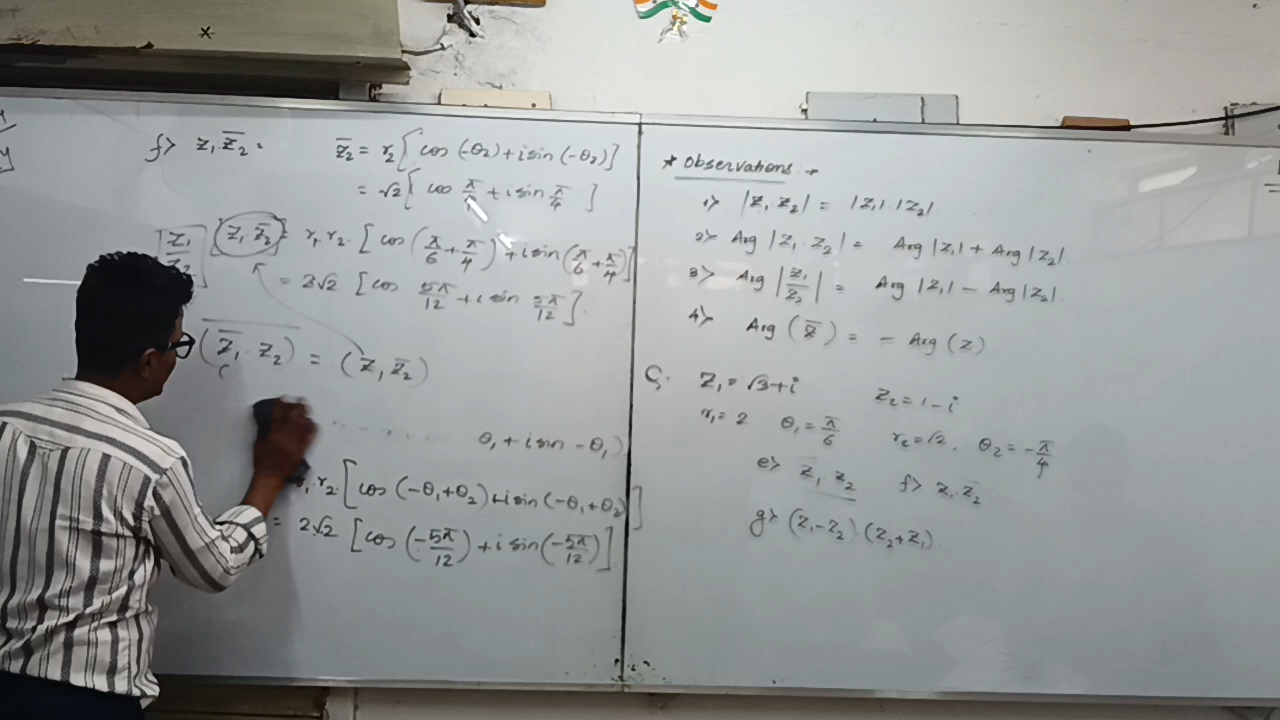 f> z₁ z̄₂ =
z̄₂ = r₂ [cos (-θ₂) + i sin (-θ₂)]
= √2 [cos π/4 + i sin π/4]
[z₁/z₂] [z₁ z̄₂] = r₁ r₂ [cos (π/6 + π/4) + i sin (π/6 + π/4)]
= 2√2 [cos 5π/12 + i sin 5π/12].
(z̄₁ · z₂)‾ = (z₁ z̄₂)
θ₁ + i sin -θ₁)
r₁ r₂ [cos (-θ₁+θ₂) + i sin (-θ₁+θ₂)]
= 2√2 [cos (-5π/12) + i sin (-5π/12)]
* Observations :→
1> |z₁ z₂| = |z₁| · |z₂|
2> Arg |z₁ · z₂| = Arg |z₁| + Arg |z₂|
3> Arg |z₁/z₂| = Arg |z₁| - Arg |z₂|
4> Arg (z̄) = - Arg (z)
Q. z₁ = √3 + i z₂ = 1 - i
r₁ = 2 θ₁ = π/6 r₂ = √2, θ₂ = -π/4
e> z̄₁ z₂ f> z₁ z̄₂
g> (z₁ - z₂) (z₂ + z₁)